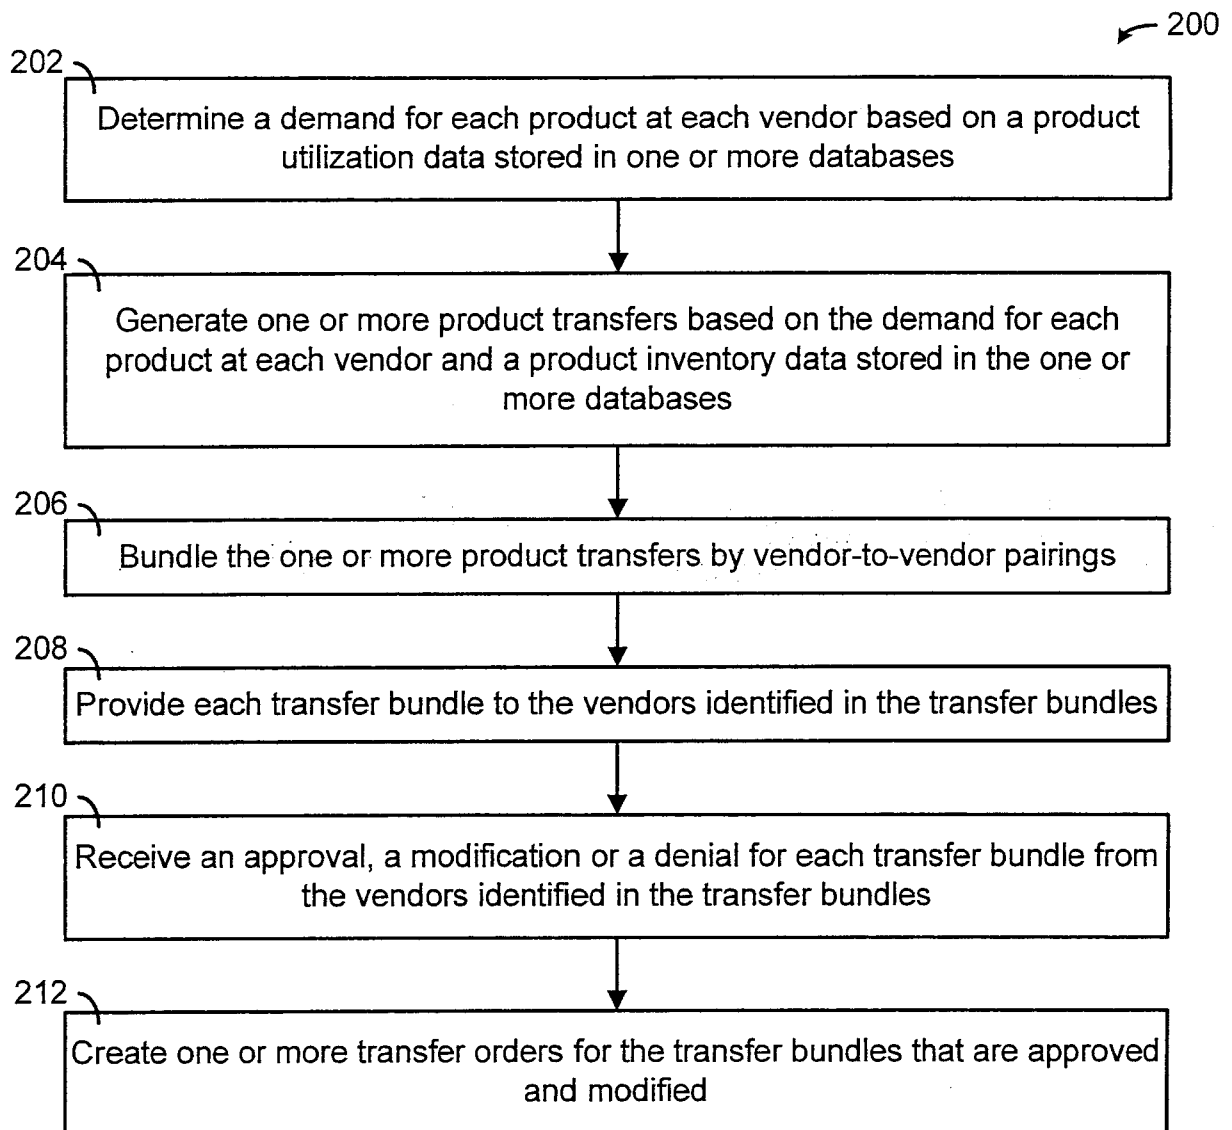 200
202
Determine a demand for each product at each vendor based on a product
utilization data stored in one or more databases
204
Generate one or more product transfers based on the demand for each
product at each vendor and a product inventory data stored in the one or
more databases
206
Bundle the one or more product transfers by vendor-to-vendor pairings
208
Provide each transfer bundle to the vendors identified in the transfer bundles
210
Receive an approval, a modification or a denial for each transfer bundle from
the vendors identified in the transfer bundles
212
Create one or more transfer orders for the transfer bundles that are approved
and modified